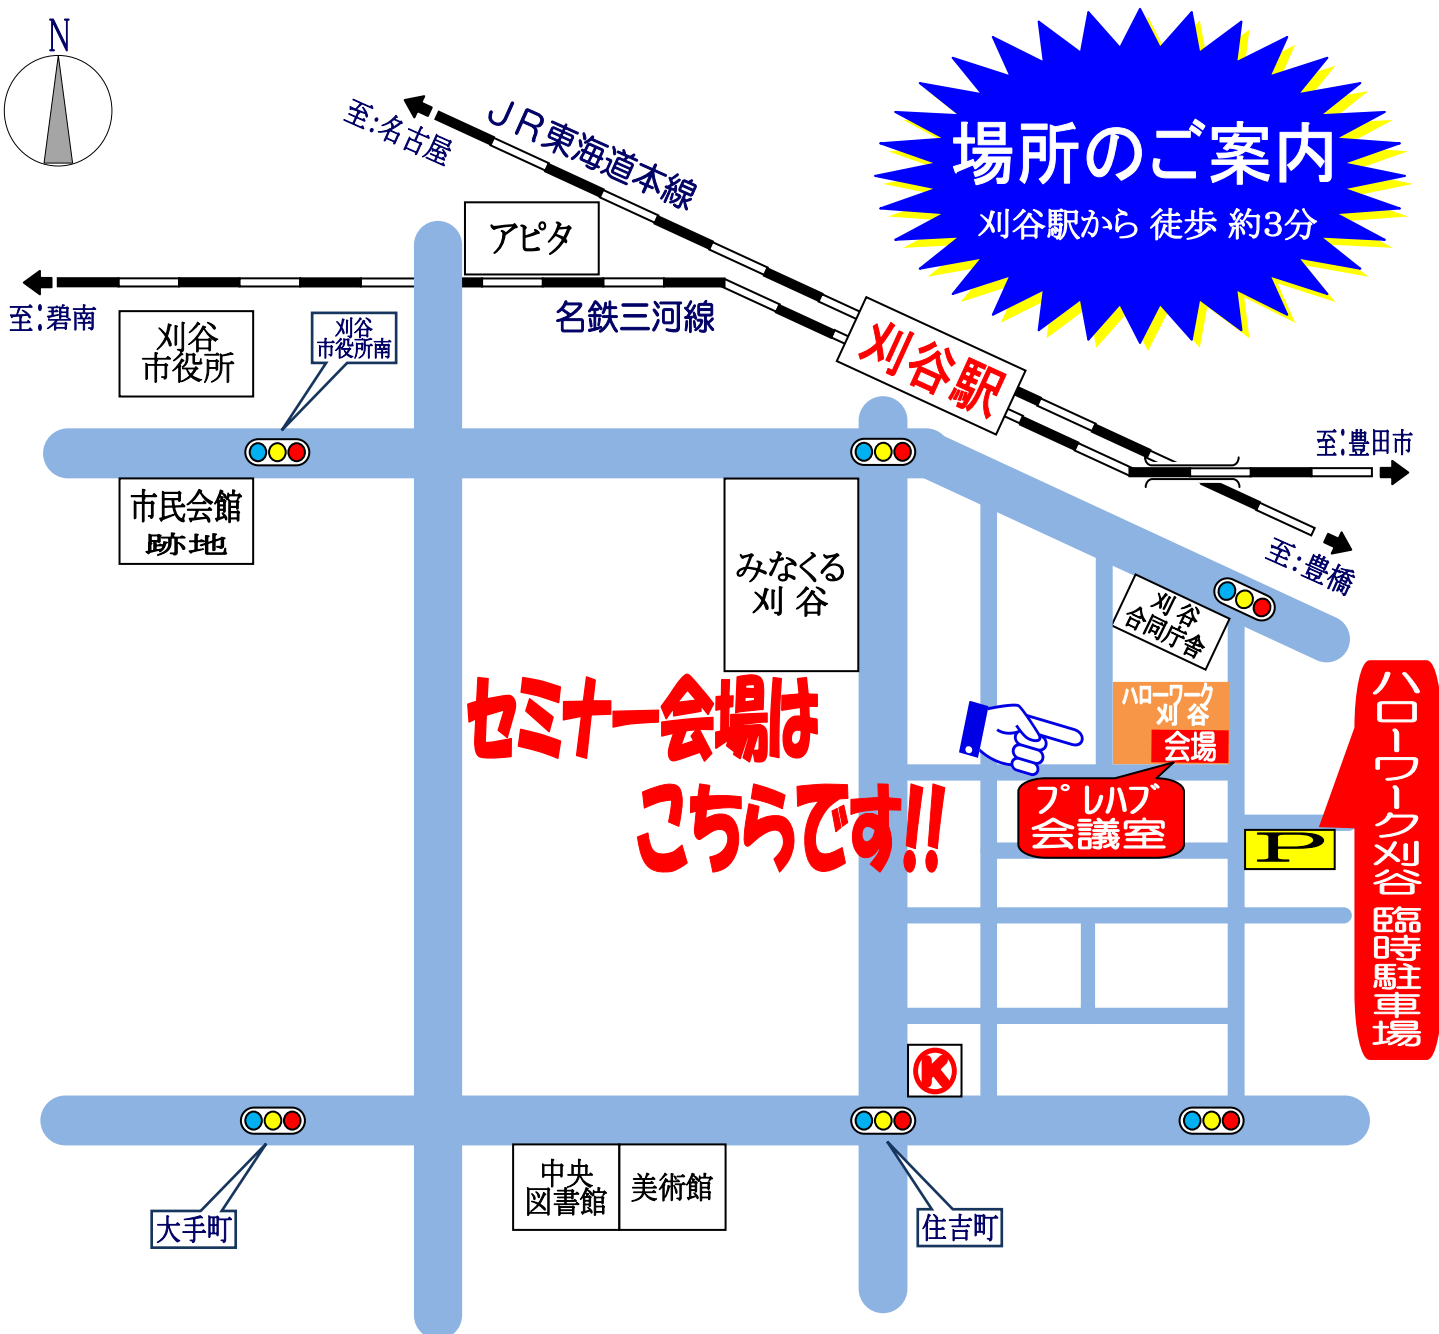 N
場所のご案内
刈谷駅から 徒歩 約3分
至:名古屋
JR東海道本線
アピタ
至:碧南
名鉄三河線
刈谷
市役所
刈谷
市役所南
刈谷駅
至:豊田市
至:豊橋
市民会館
跡地
みなくる
刈 谷
刈 谷
合同庁舎
セミナー会場は
こちらです!!
ハローワーク
刈 谷
会場
プレハブ
会議室
P
ハローワーク刈谷 臨時駐車場
K
中央
図書館
美術館
大手町
住吉町